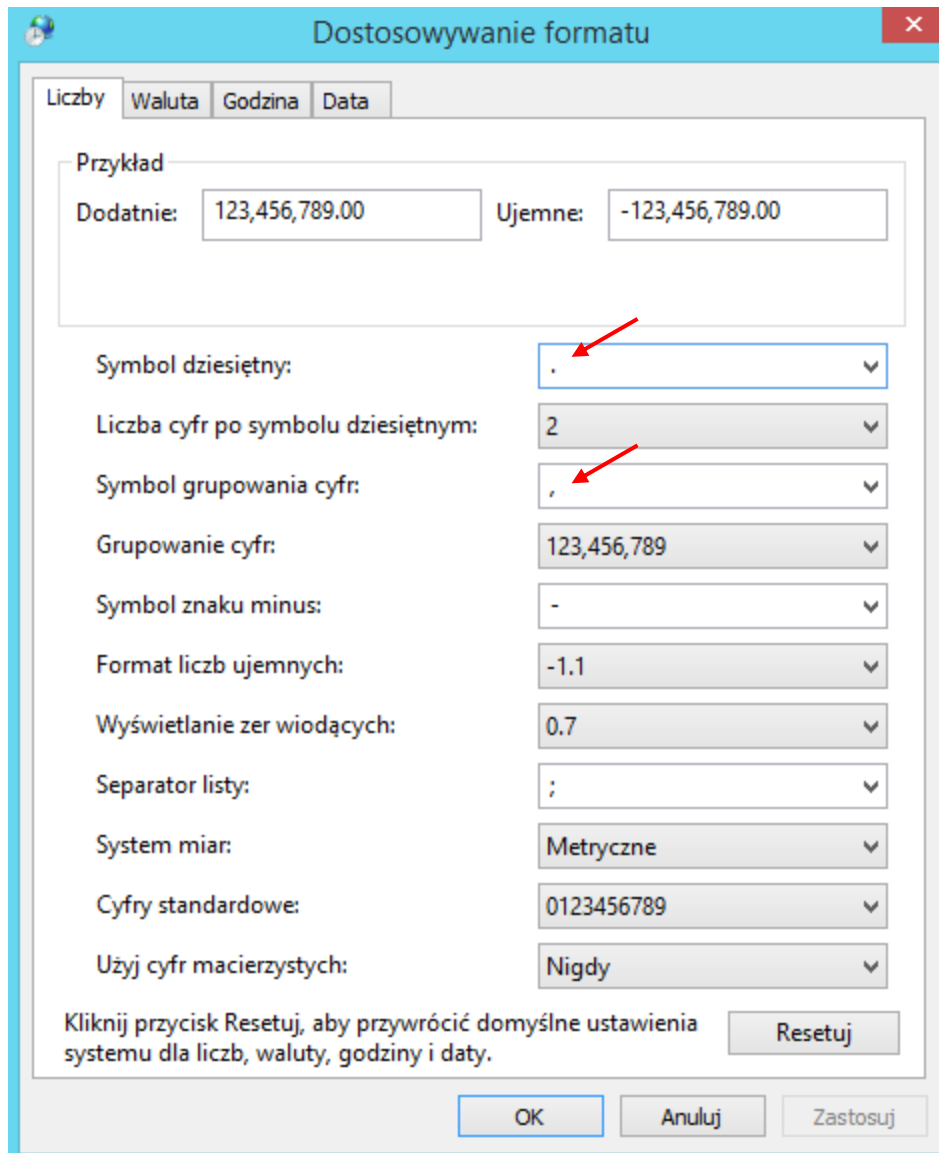 Dostosowywanie formatu
Liczby Waluta Godzina Data
Przykład
Dodatnie: 123,456,789.00 Ujemne: -123,456,789.00
Symbol dziesiętny: .
Liczba cyfr po symbolu dziesiętnym: 2
Symbol grupowania cyfr: ,
Grupowanie cyfr: 123,456,789
Symbol znaku minus: -
Format liczb ujemnych: -1.1
Wyświetlanie zer wiodących: 0.7
Separator listy: ;
System miar: Metryczne
Cyfry standardowe: 0123456789
Użyj cyfr macierzystych: Nigdy
Kliknij przycisk Resetuj, aby przywrócić domyślne ustawienia
systemu dla liczb, waluty, godziny i daty.
Resetuj
OK Anuluj Zastosuj